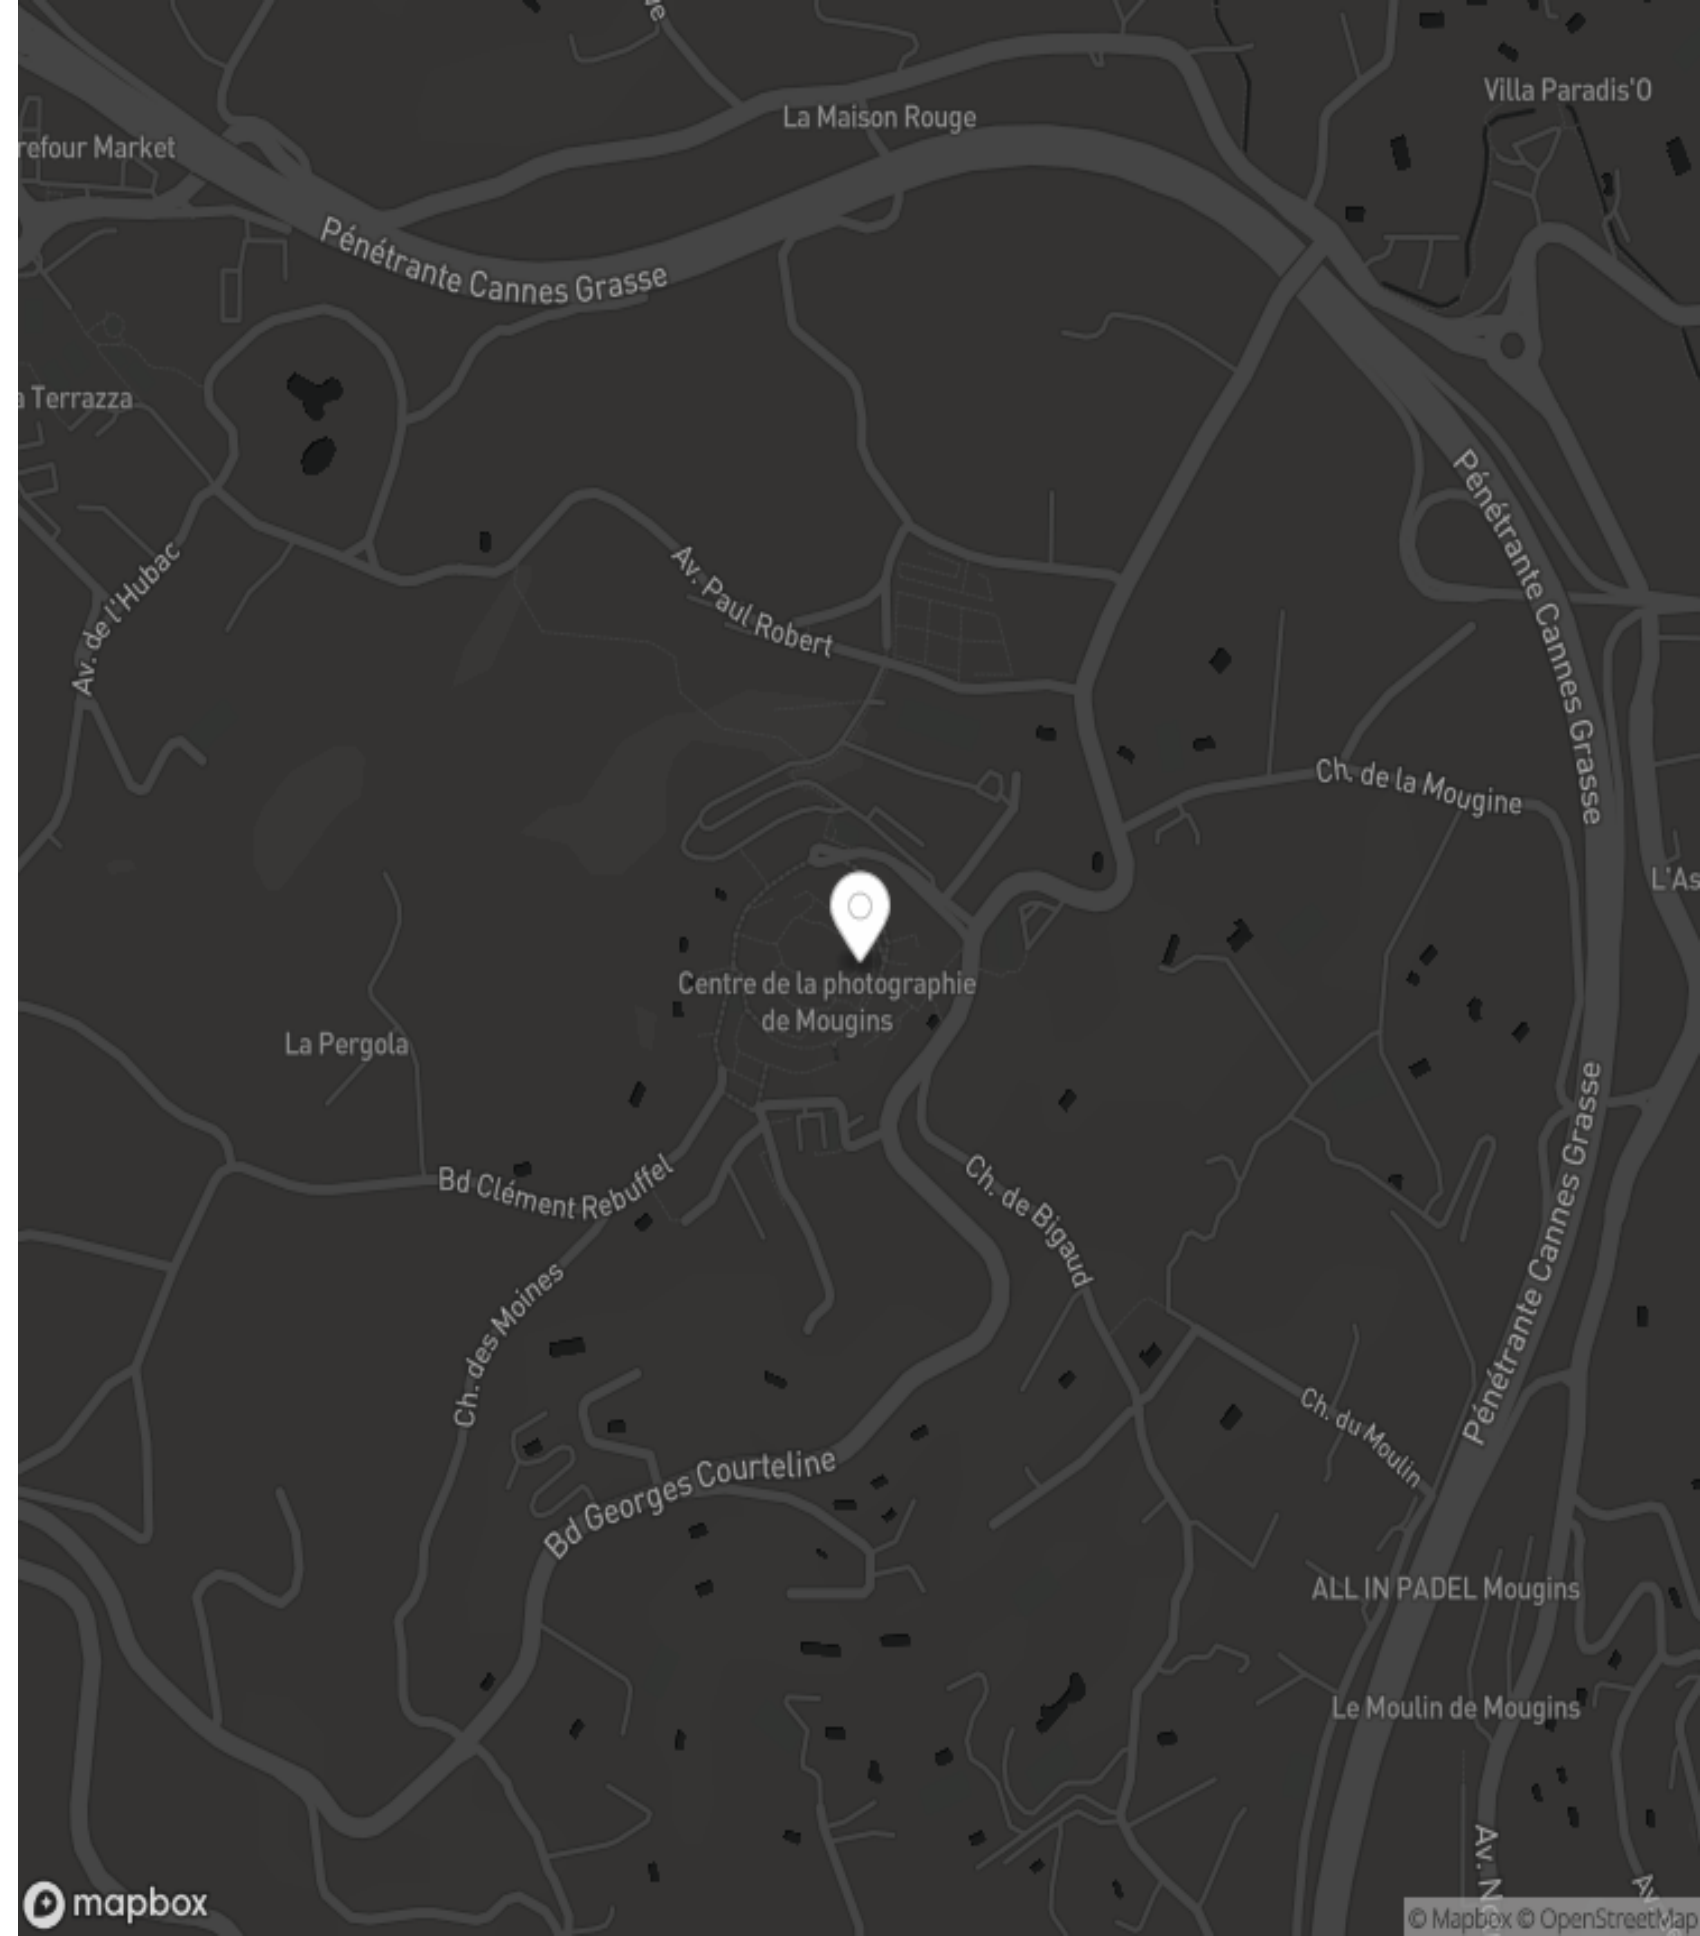 Villa Paradis'O
La Maison Rouge
refour Market
Pénétrante Cannes Grasse
a Terrazza
Pénétrante Cannes Grasse
Av. de l'Hubac
Av. Paul Robert
Ch. de la Mougine
L'As
Centre de la photographie
de Mougins
La Pergola
Pénétrante Cannes Grasse
Bd Clément Rebuffel
Ch. de Bigaud
Ch. des Moines
Ch. du Moulin
Bd Georges Courteline
ALL IN PADEL Mougins
Le Moulin de Mougins
Av.
Av.
mapbox
© Mapbox © OpenStreetMap